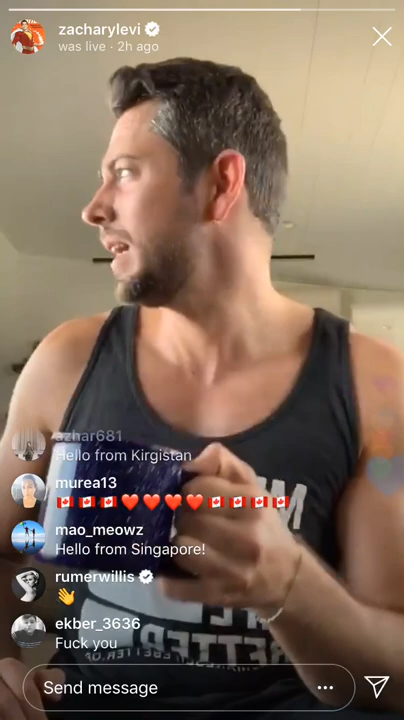 zacharylevi
was live · 2h ago
azhar681
Hello from Kirgistan
murea13
🇨🇦🇨🇦🇨🇦❤️❤️❤️❤️🇨🇦🇨🇦🇨🇦🇨🇦
mao_meowz
Hello from Singapore!
rumerwillis
👋
ekber_3636
Fuck you
Send message